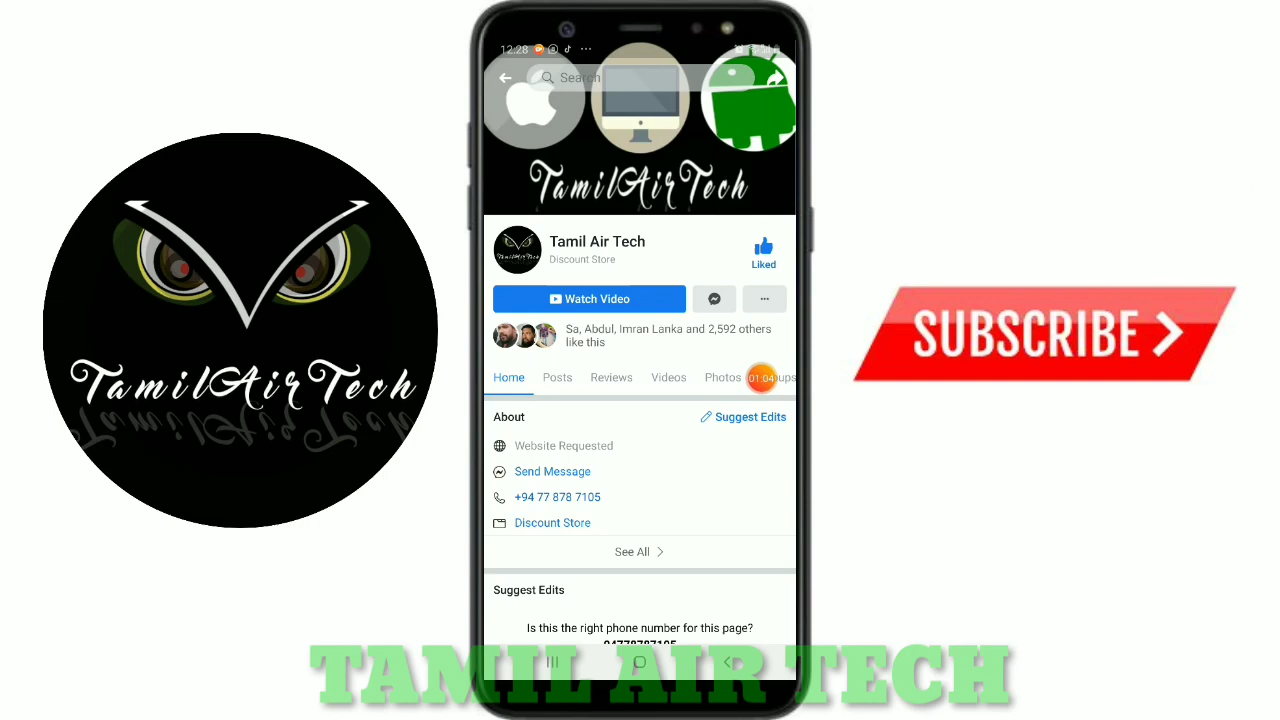 12:28
Search
TamilAirTech
Tamil Air Tech
Discount Store
Liked
Watch Video
Sa, Abdul, Imran Lanka and 2,592 others
like this
Home Posts Reviews Videos Photos 01:04 ups
About
Suggest Edits
Website Requested
Send Message
+94 77 878 7105
Discount Store
See All
Suggest Edits
Is this the right phone number for this page?
94778787105
TamilAirTech
TamilAirTech
SUBSCRIBE
TAMIL AIR TECH